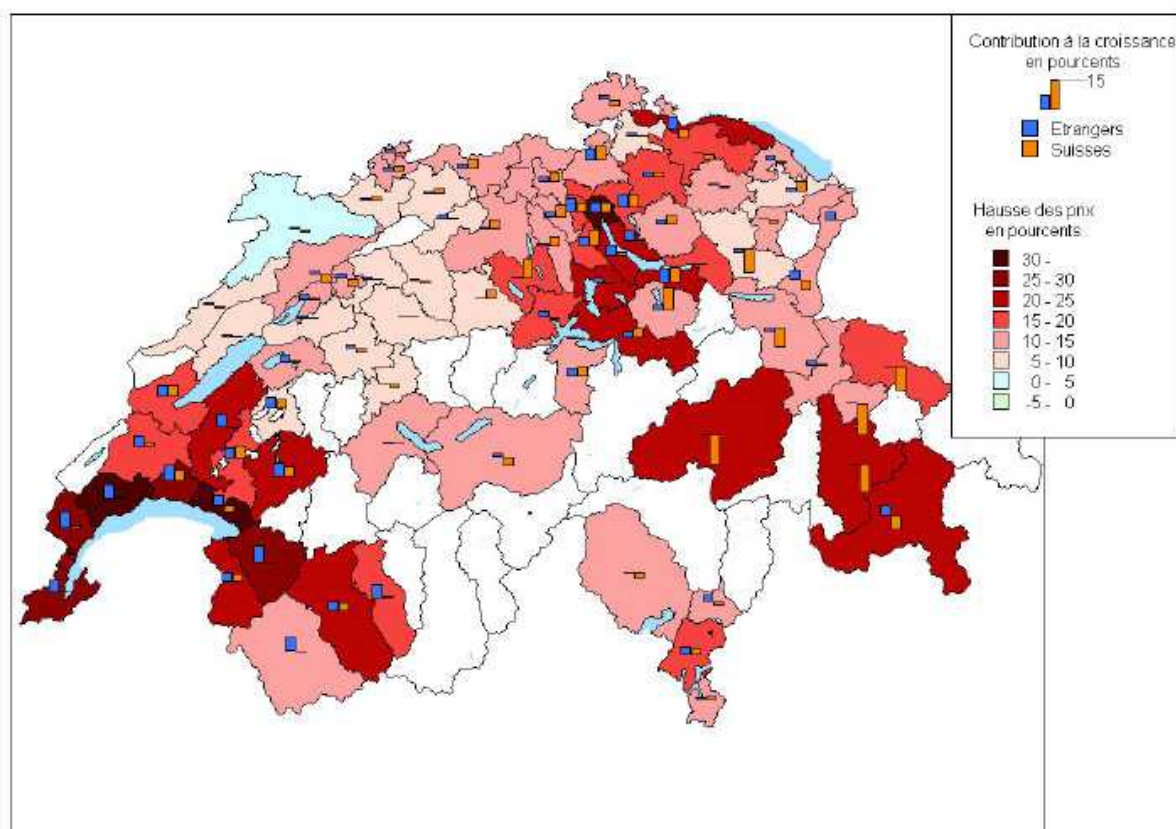 Contribution à la croissance
en pourcents
15
Etrangers
Suisses
Hausse des prix
en pourcents
30 -
25 - 30
20 - 25
15 - 20
10 - 15
5 - 10
0 - 5
-5 - 0